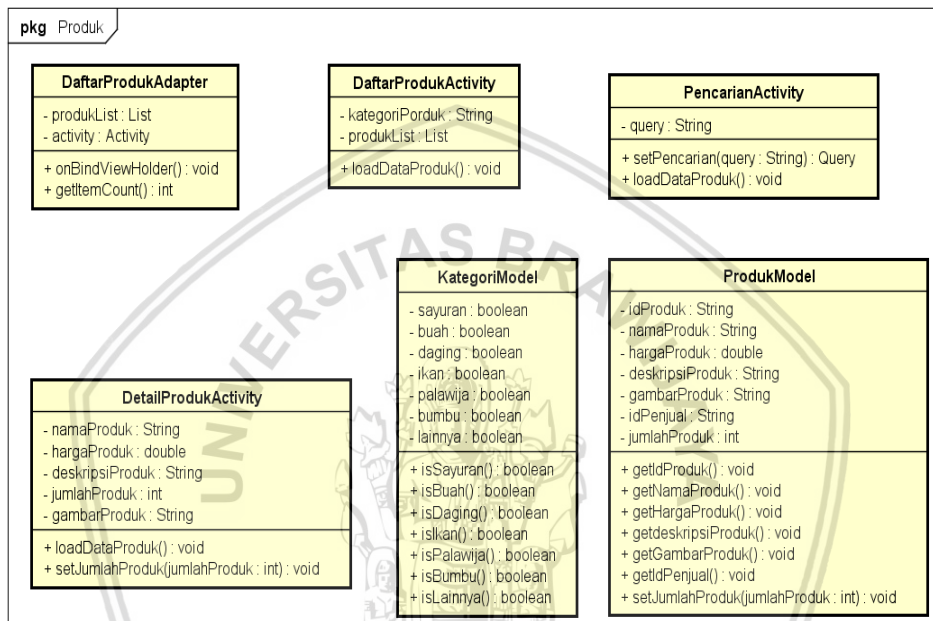 pkg Produk
DaftarProdukAdapter
- produkList : List
- activity : Activity
+ onBindViewHolder() : void
+ getItemCount() : int
DaftarProdukActivity
- kategoriPorduk : String
- produkList : List
+ loadDataProduk() : void
PencarianActivity
- query : String
+ setPencarian(query : String) : Query
+ loadDataProduk() : void
DetailProdukActivity
- namaProduk : String
- hargaProduk : double
- deskripsiProduk : String
- jumlahProduk : int
- gambarProduk : String
+ loadDataProduk() : void
+ setJumlahProduk(jumlahProduk : int) : void
KategoriModel
- sayuran : boolean
- buah : boolean
- daging : boolean
- ikan : boolean
- palawija : boolean
- bumbu : boolean
- lainnya : boolean
+ isSayuran() : boolean
+ isBuah() : boolean
+ isDaging() : boolean
+ isIkan() : boolean
+ isPalawija() : boolean
+ isBumbu() : boolean
+ isLainnya() : boolean
ProdukModel
- idProduk : String
- namaProduk : String
- hargaProduk : double
- deskripsiProduk : String
- gambarProduk : String
- idPenjual : String
- jumlahProduk : int
+ getIdProduk() : void
+ getNamaProduk() : void
+ getHargaProduk() : void
+ getdeskripsiProduk() : void
+ getGambarProduk() : void
+ getIdPenjual() : void
+ setJumlahProduk(jumlahProduk : int) : void
UNIVERSITAS BRAWIJAYA